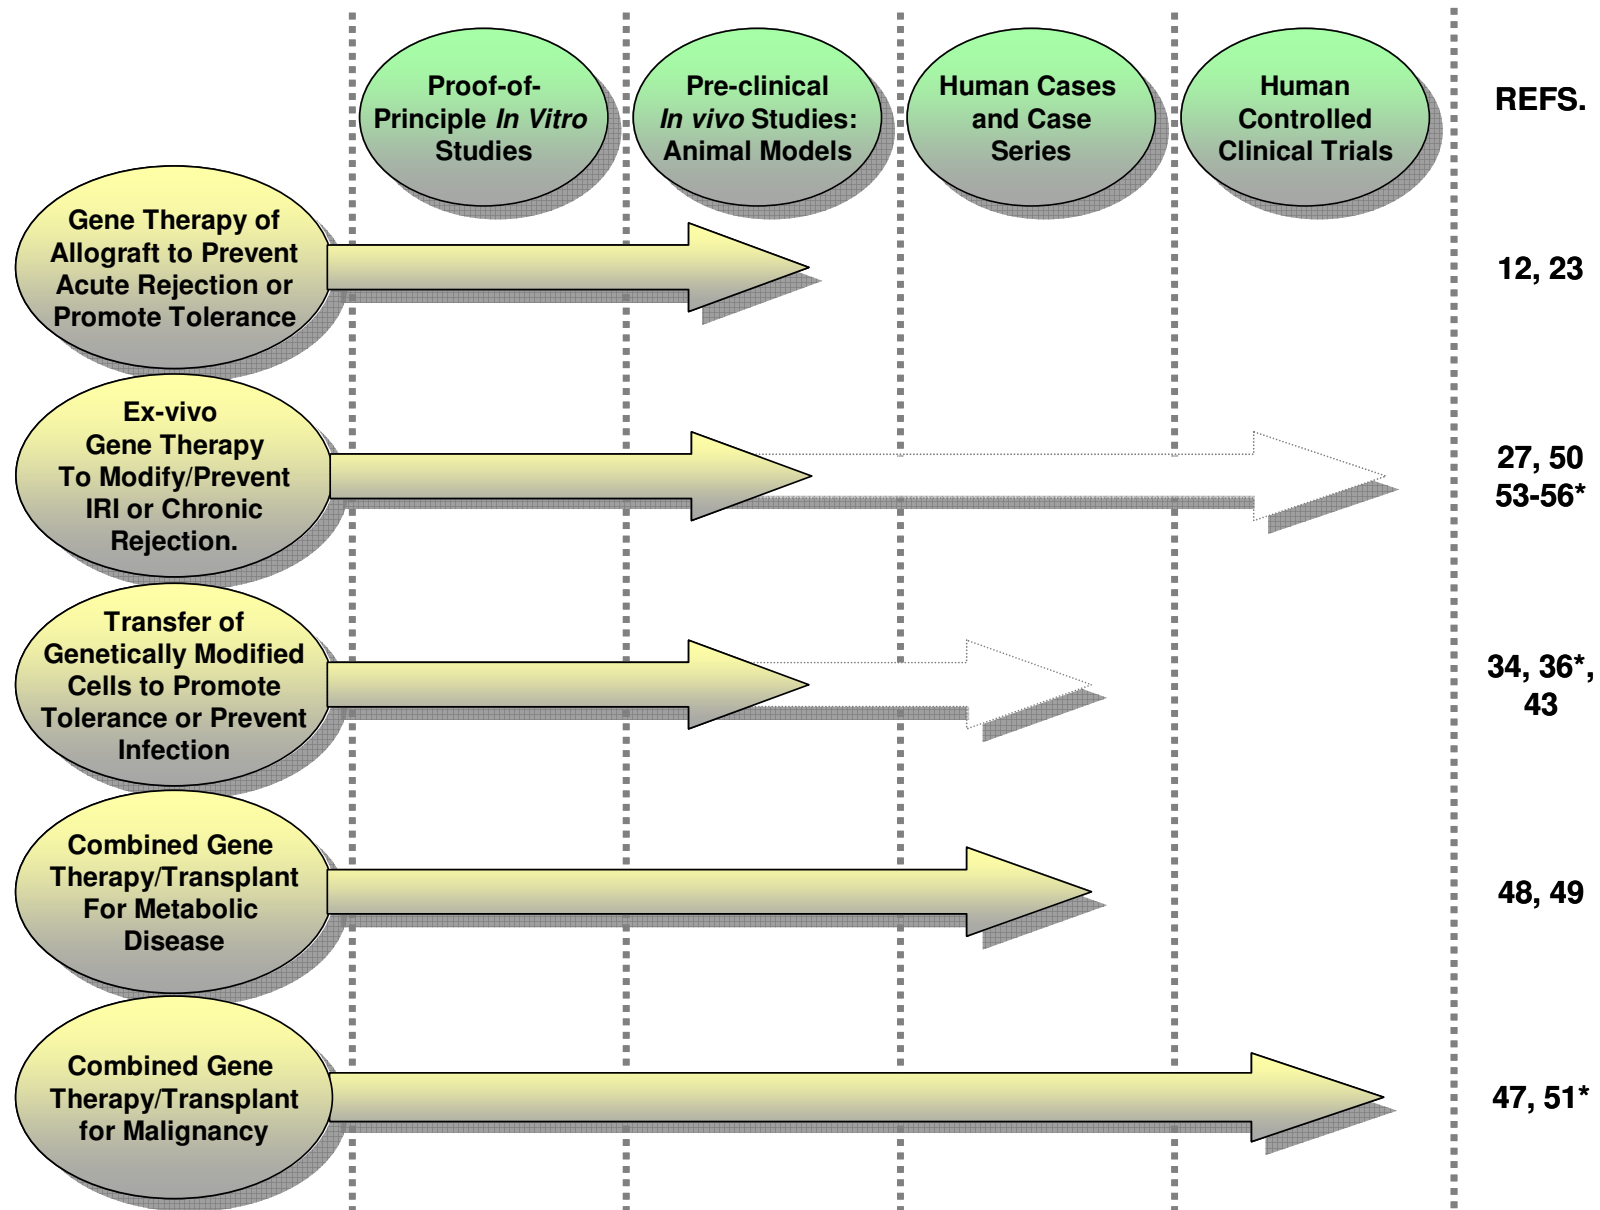 Proof-of-
Principle In Vitro
Studies
Pre-clinical
In vivo Studies:
Animal Models
Human Cases
and Case
Series
Human
Controlled
Clinical Trials
REFS.
Gene Therapy of
Allograft to Prevent
Acute Rejection or
Promote Tolerance
12, 23
Ex-vivo
Gene Therapy
To Modify/Prevent
IRI or Chronic
Rejection.
27, 50
53-56*
Transfer of
Genetically Modified
Cells to Promote
Tolerance or Prevent
Infection
34, 36*,
43
Combined Gene
Therapy/Transplant
For Metabolic
Disease
48, 49
Combined Gene
Therapy/Transplant
for Malignancy
47, 51*